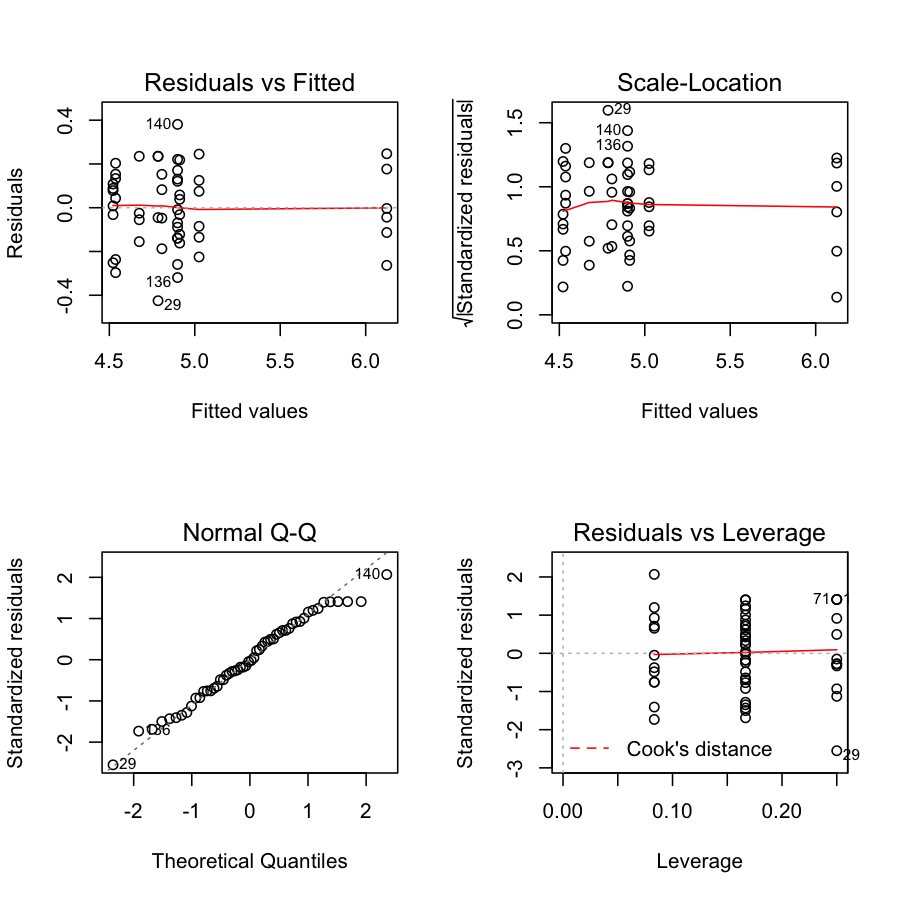 Residuals vs Fitted
Residuals
0.4
0.0
-0.4
140
136
29
4.5 5.0 5.5 6.0
Fitted values
Scale-Location
√|Standardized residuals|
1.5
1.0
0.5
0.0
29
140
136
4.5 5.0 5.5 6.0
Fitted values
Normal Q-Q
Standardized residuals
2
1
0
-1
-2
140
136
29
-2 -1 0 1 2
Theoretical Quantiles
Residuals vs Leverage
Standardized residuals
2
1
0
-1
-2
-3
71
29
Cook's distance
0.00 0.10 0.20
Leverage